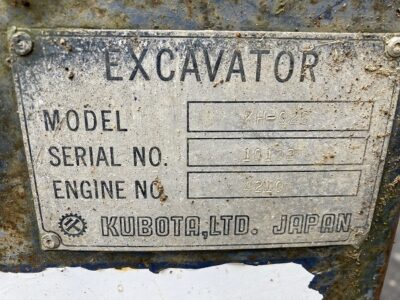 EXCAVATOR
MODEL
SERIAL NO.
ENGINE NO
KUBOTA,LTD. JAPAN